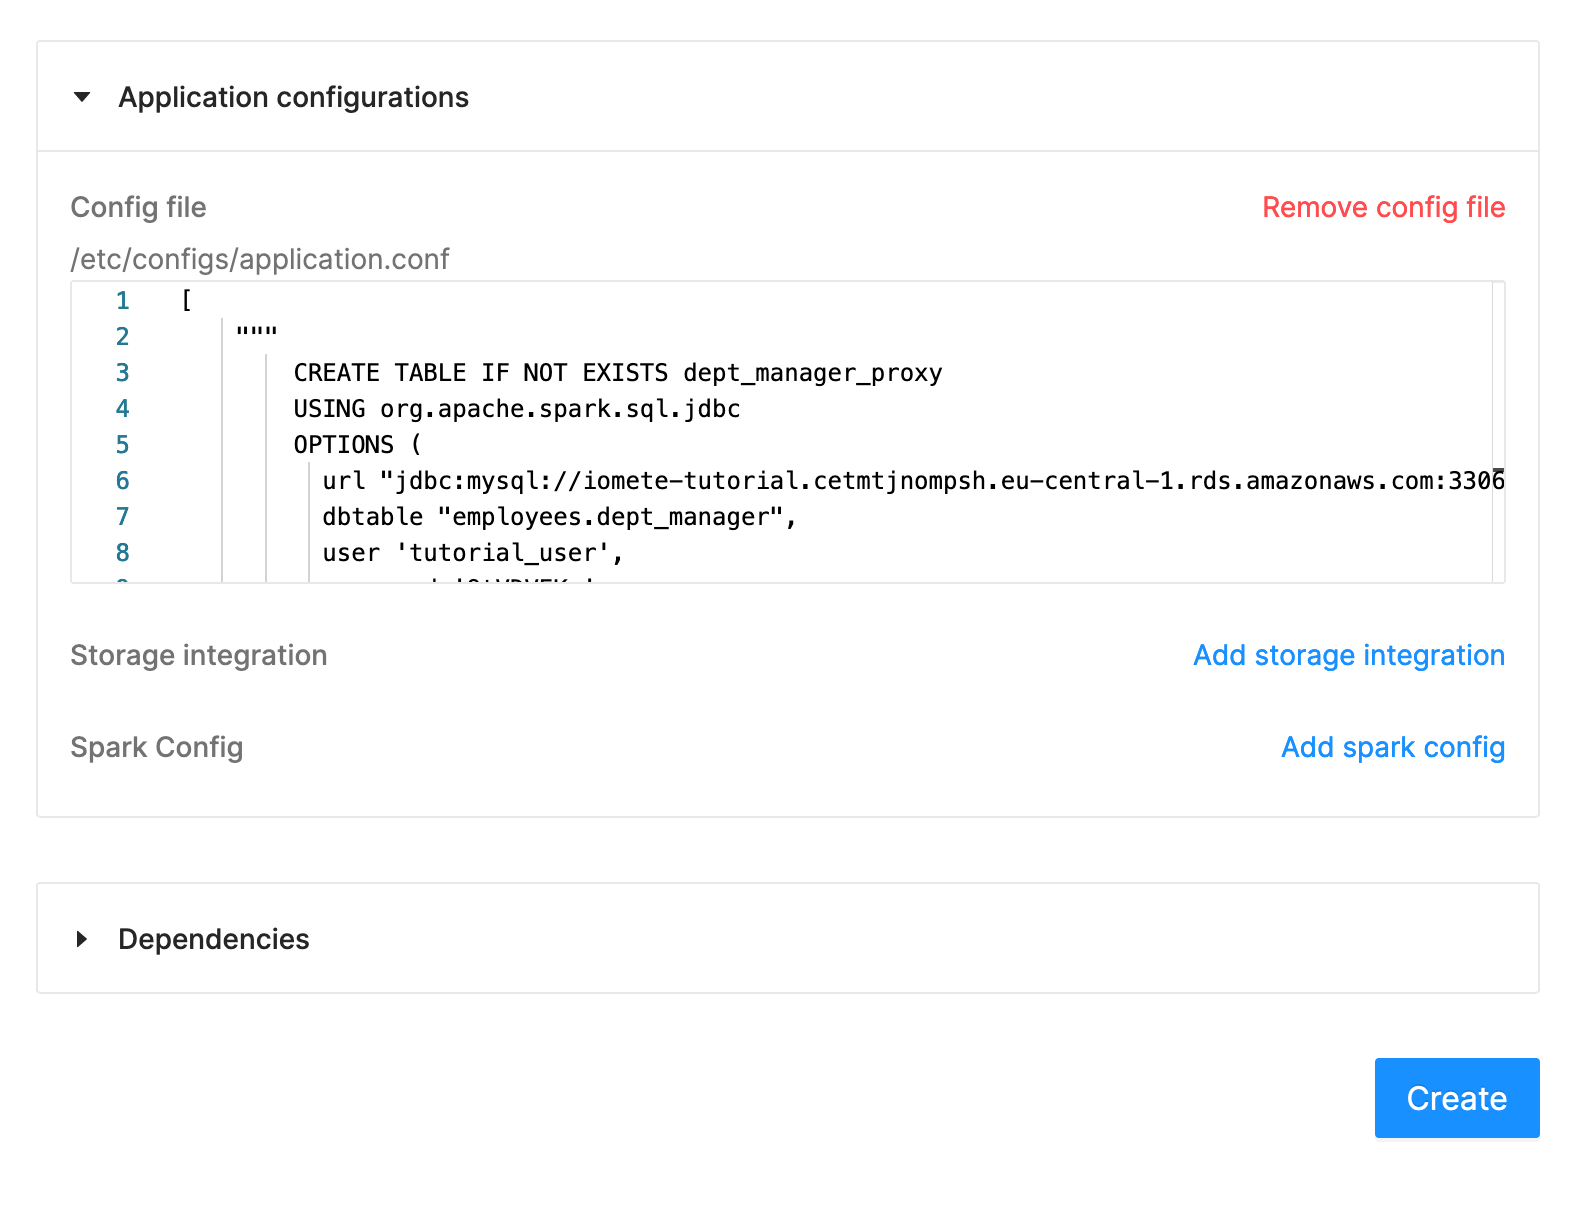 Application configurations
Config file
Remove config file
/etc/configs/application.conf
1 [
2 """
3 CREATE TABLE IF NOT EXISTS dept_manager_proxy
4 USING org.apache.spark.sql.jdbc
5 OPTIONS (
6 url "jdbc:mysql://iomete-tutorial.cetmtjnompsh.eu-central-1.rds.amazonaws.com:3306
7 dbtable "employees.dept_manager",
8 user 'tutorial_user',
Storage integration
Add storage integration
Spark Config
Add spark config
Dependencies
Create